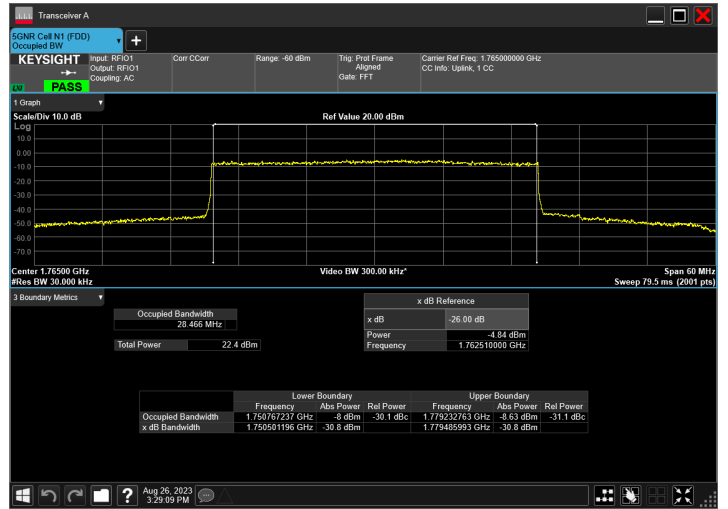 Transceiver A
5GNR Cell N1 (FDD)
Occupied BW
KEYSIGHT
LXI
PASS
Input: RFIO1
Output: RFIO1
Coupling: AC
Corr CCorr
Range: -60 dBm
Trig: Prot Frame
Aligned
Gate: FFT
Carrier Ref Freq: 1.765000000 GHz
CC Info: Uplink, 1 CC
1 Graph
Scale/Div 10.0 dB
Ref Value 20.00 dBm
Log
10.0
0.00
-10.0
-20.0
-30.0
-40.0
-50.0
-60.0
-70.0
Center 1.76500 GHz
Video BW 300.00 kHz*
Span 60 MHz
#Res BW 30.000 kHz
Sweep 79.5 ms (2001 pts)
3 Boundary Metrics
Occupied Bandwidth
28.466 MHz
Total Power 22.4 dBm
x dB Reference
x dB -26.00 dB
Power -4.84 dBm
Frequency 1.762510000 GHz
Lower Boundary Upper Boundary
Frequency Abs Power Rel Power Frequency Abs Power Rel Power
Occupied Bandwidth 1.750767237 GHz -8 dBm -30.1 dBc 1.779232763 GHz -8.63 dBm -31.1 dBc
x dB Bandwidth 1.750501196 GHz -30.8 dBm 1.779485993 GHz -30.8 dBm
Aug 26, 2023
3:29:09 PM